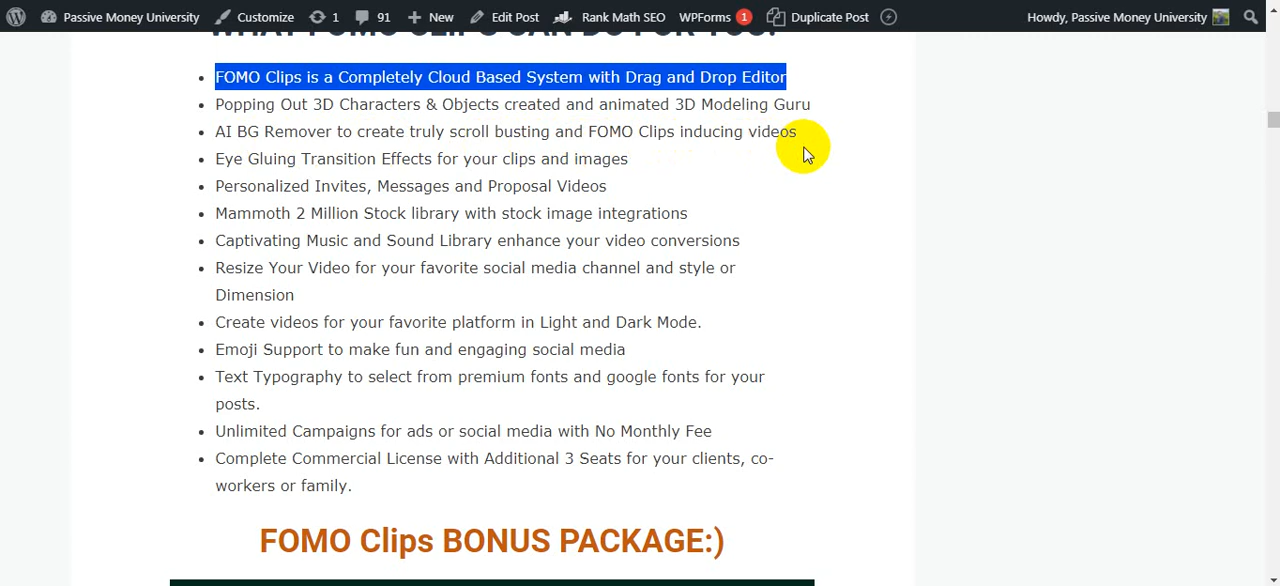 Passive Money University Customize 1 91 New Edit Post Rank Math SEO WPForms 1 Duplicate Post Howdy, Passive Money University
WHAT FOMO CLIPS CAN DO FOR YOU?
FOMO Clips is a Completely Cloud Based System with Drag and Drop Editor
Popping Out 3D Characters & Objects created and animated 3D Modeling Guru
AI BG Remover to create truly scroll busting and FOMO Clips inducing videos
Eye Gluing Transition Effects for your clips and images
Personalized Invites, Messages and Proposal Videos
Mammoth 2 Million Stock library with stock image integrations
Captivating Music and Sound Library enhance your video conversions
Resize Your Video for your favorite social media channel and style or
Dimension
Create videos for your favorite platform in Light and Dark Mode.
Emoji Support to make fun and engaging social media
Text Typography to select from premium fonts and google fonts for your
posts.
Unlimited Campaigns for ads or social media with No Monthly Fee
Complete Commercial License with Additional 3 Seats for your clients, co-
workers or family.
FOMO Clips BONUS PACKAGE:)